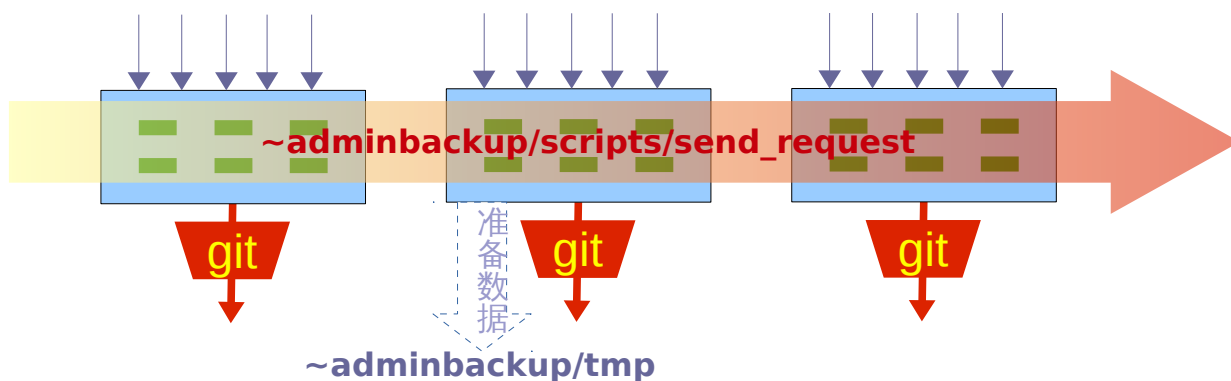 ~adminbackup/scripts/send_request
git
准备数据
git
git
~adminbackup/tmp